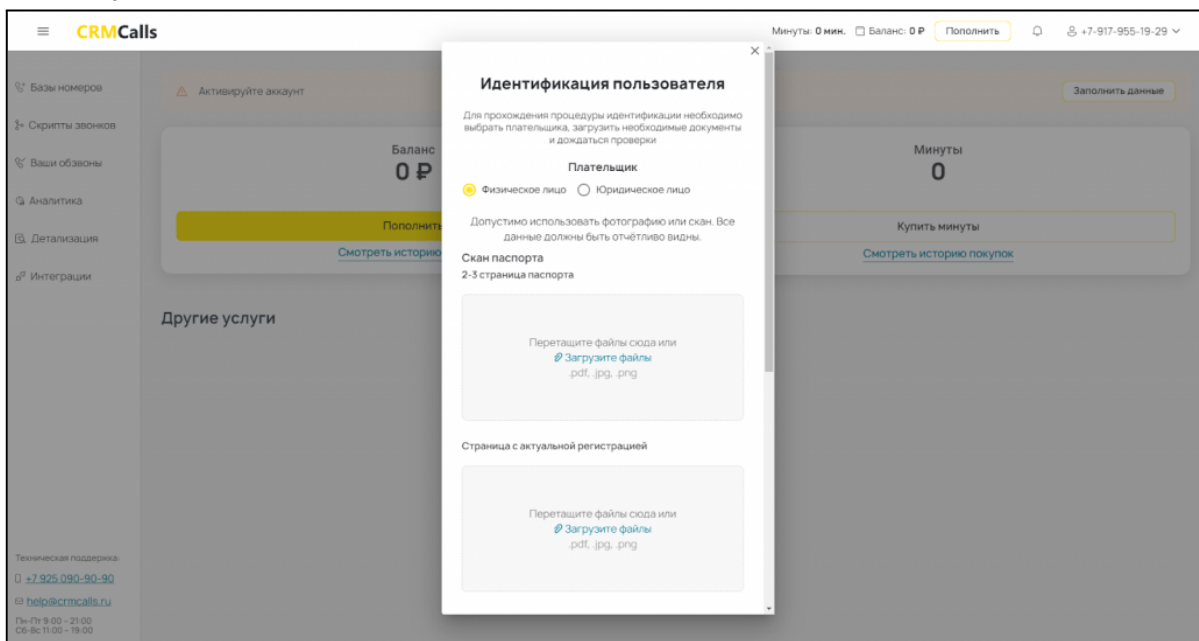 CRMCalls
Минуты: 0 мин. Баланс: 0 ₽ Пополнить +7-917-955-19-29
Базы номеров
Скрипты звонков
Ваши обзвоны
Аналитика
Детализация
Интеграции
Активируйте аккаунт
Заполнить данные
Баланс
0 ₽
Пополнить
Смотреть историю
Минуты
0
Купить минуты
Смотреть историю покупок
Другие услуги
Идентификация пользователя
Для прохождения процедуры идентификации необходимо
выбрать плательщика, загрузить необходимые документы
и дождаться проверки
Плательщик
Физическое лицо Юридическое лицо
Допустимо использовать фотографию или скан. Все
данные должны быть отчётливо видны.
Скан паспорта
2-3 страница паспорта
Перетащите файлы сюда или
Загрузите файлы
.pdf, .jpg, .png
Страница с актуальной регистрацией
Перетащите файлы сюда или
Загрузите файлы
.pdf, .jpg, .png
Техническая поддержка:
+7 925 090-90-90
help@crmcalls.ru
Пн-Пт 9:00 - 21:00
Сб-Вс 11:00 - 19:00